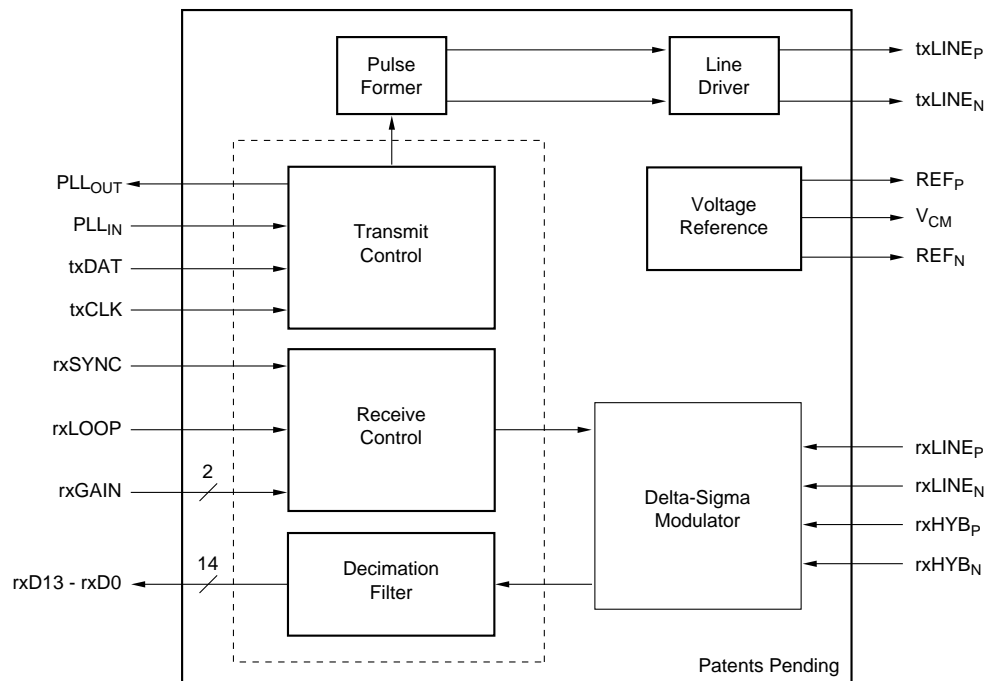 Pulse
Former
Line
Driver
txLINEP
txLINEN
PLLOUT
PLLIN
txDAT
txCLK
Transmit
Control
Voltage
Reference
REFP
VCM
REFN
rxSYNC
rxLOOP
rxGAIN
2
Receive
Control
Delta-Sigma
Modulator
rxLINEP
rxLINEN
rxHYBP
rxHYBN
rxD13 - rxD0
14
Decimation
Filter
Patents Pending